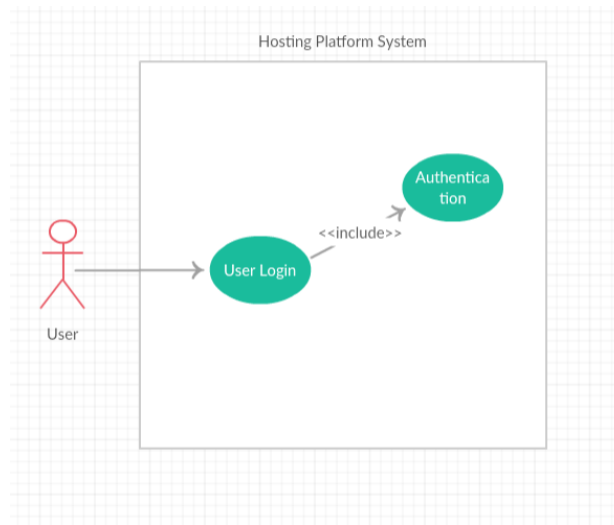 Hosting Platform System
Authentica
tion
<<include>>
User Login
User